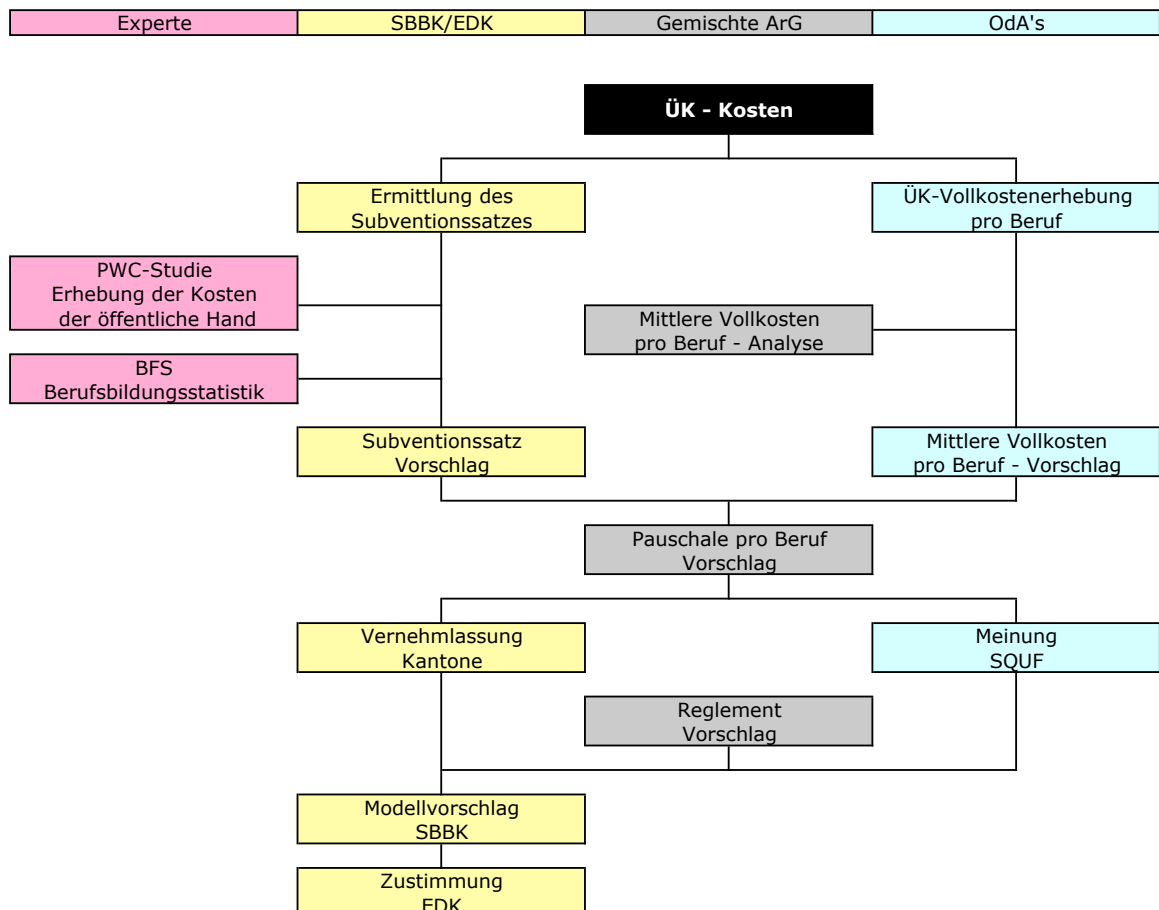 Experte
SBBK/EDK
Gemischte ArG
OdA's
ÜK - Kosten
Ermittlung des
Subventionssatzes
ÜK-Vollkostenerhebung
pro Beruf
PWC-Studie
Erhebung der Kosten
der öffentliche Hand
Mittlere Vollkosten
pro Beruf - Analyse
BFS
Berufsbildungsstatistik
Subventionssatz
Vorschlag
Mittlere Vollkosten
pro Beruf - Vorschlag
Pauschale pro Beruf
Vorschlag
Vernehmlassung
Kantone
Meinung
SQUF
Reglement
Vorschlag
Modellvorschlag
SBBK
Zustimmung
EDK